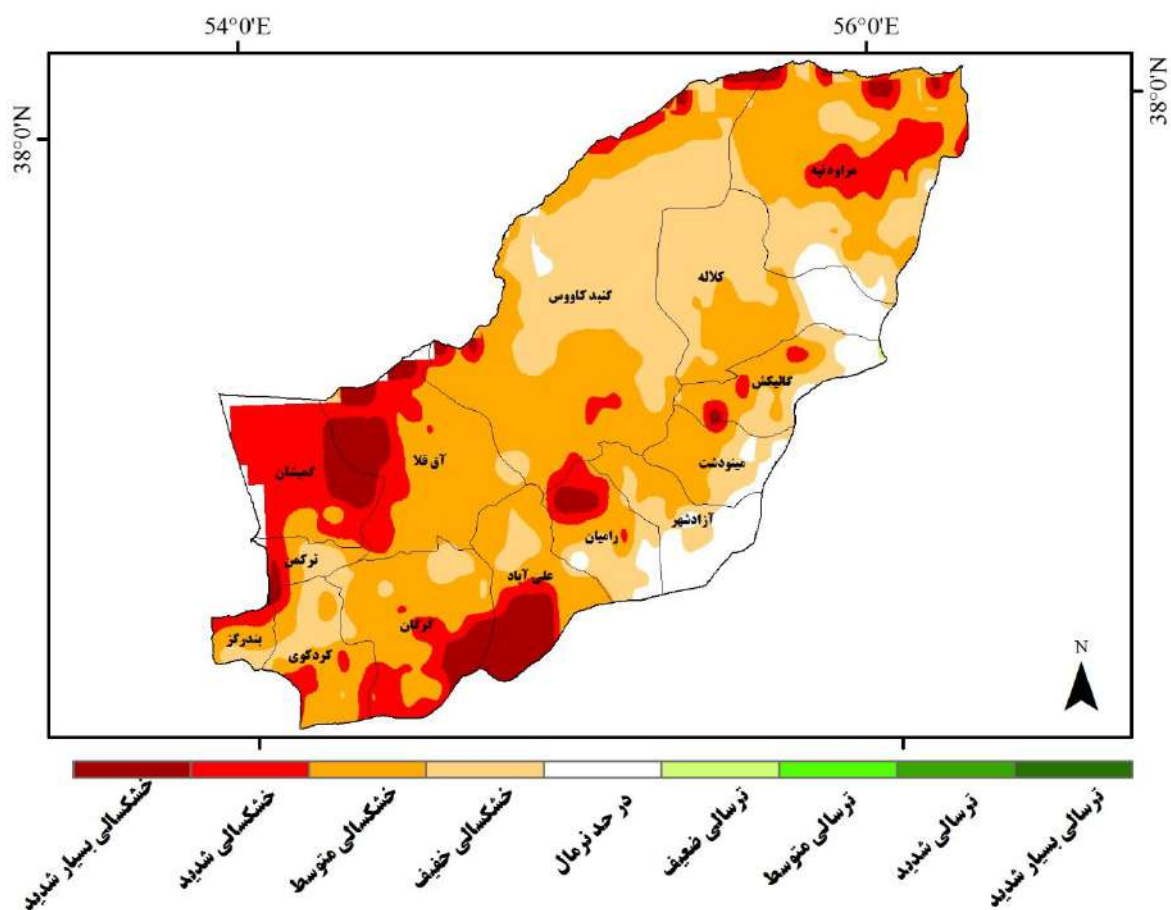 54°0'E
56°0'E
38°0'N
38°0'N
مراوه تپه
کلاله
گنبد کاووس
گالیکش
آق قلا
گمیشان
مینودشت
آزادشهر
رامیان
ترکمن
علی آباد
گرگان
بندرگز
کردکوی
N
خشکسالی بسیار شدید
خشکسالی شدید
خشکسالی متوسط
خشکسالی خفیف
در حد نرمال
ترسالی ضعیف
ترسالی متوسط
ترسالی شدید
ترسالی بسیار شدید